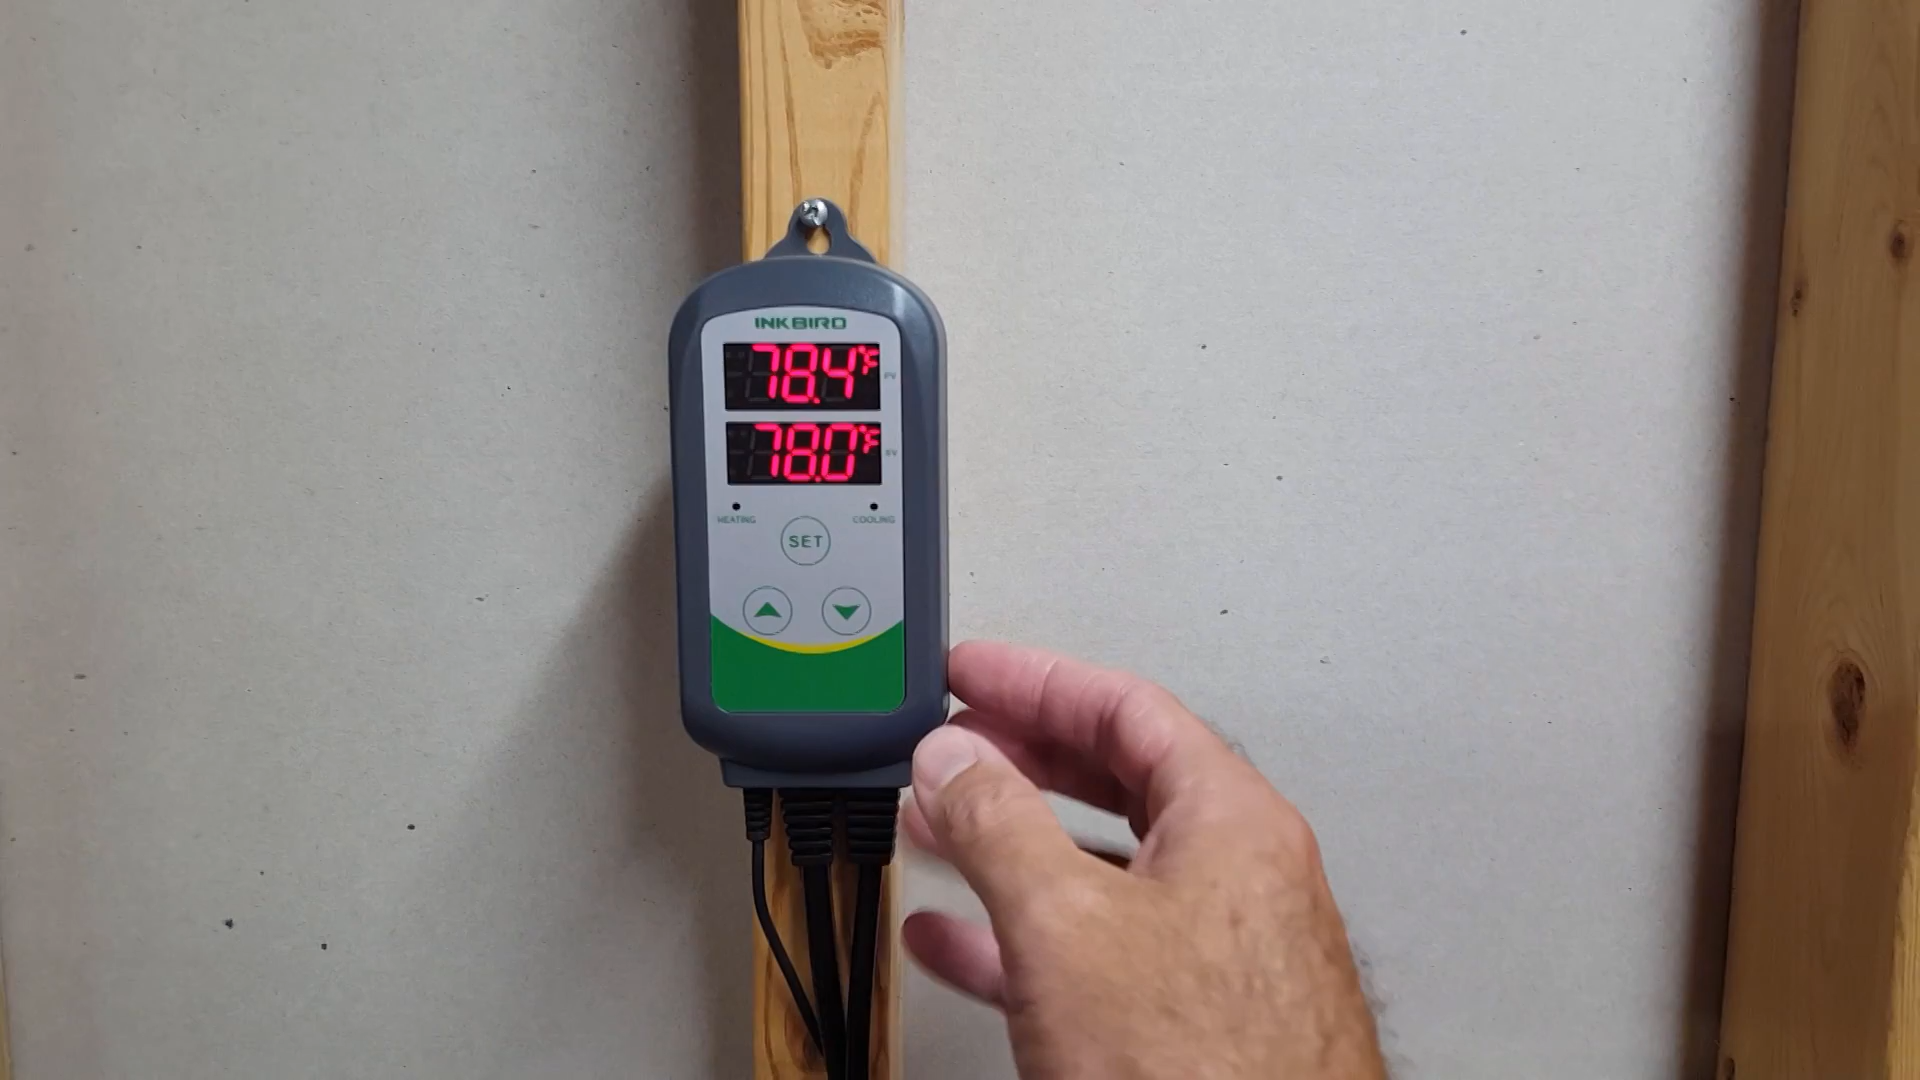 INKBIRD
78.4°F
PV
78.0°F
SV
HEATING
COOLING
SET